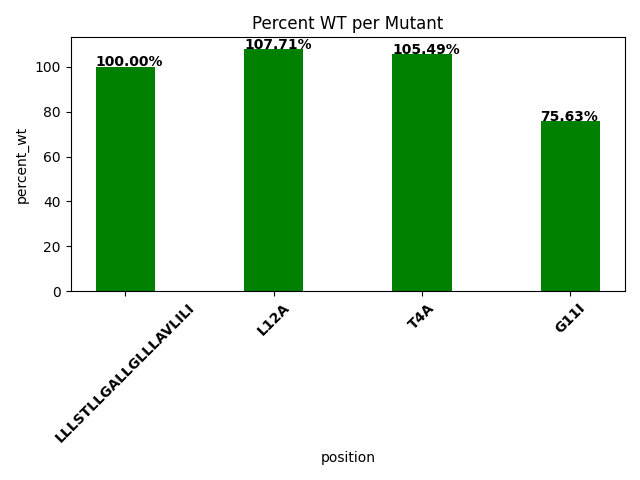 Percent WT per Mutant
percent_wt
100
80
60
40
20
0
100.00%
107.71%
105.49%
75.63%
LLLSTLLGALLGLLLAVLILI
L12A
T4A
G11I
position